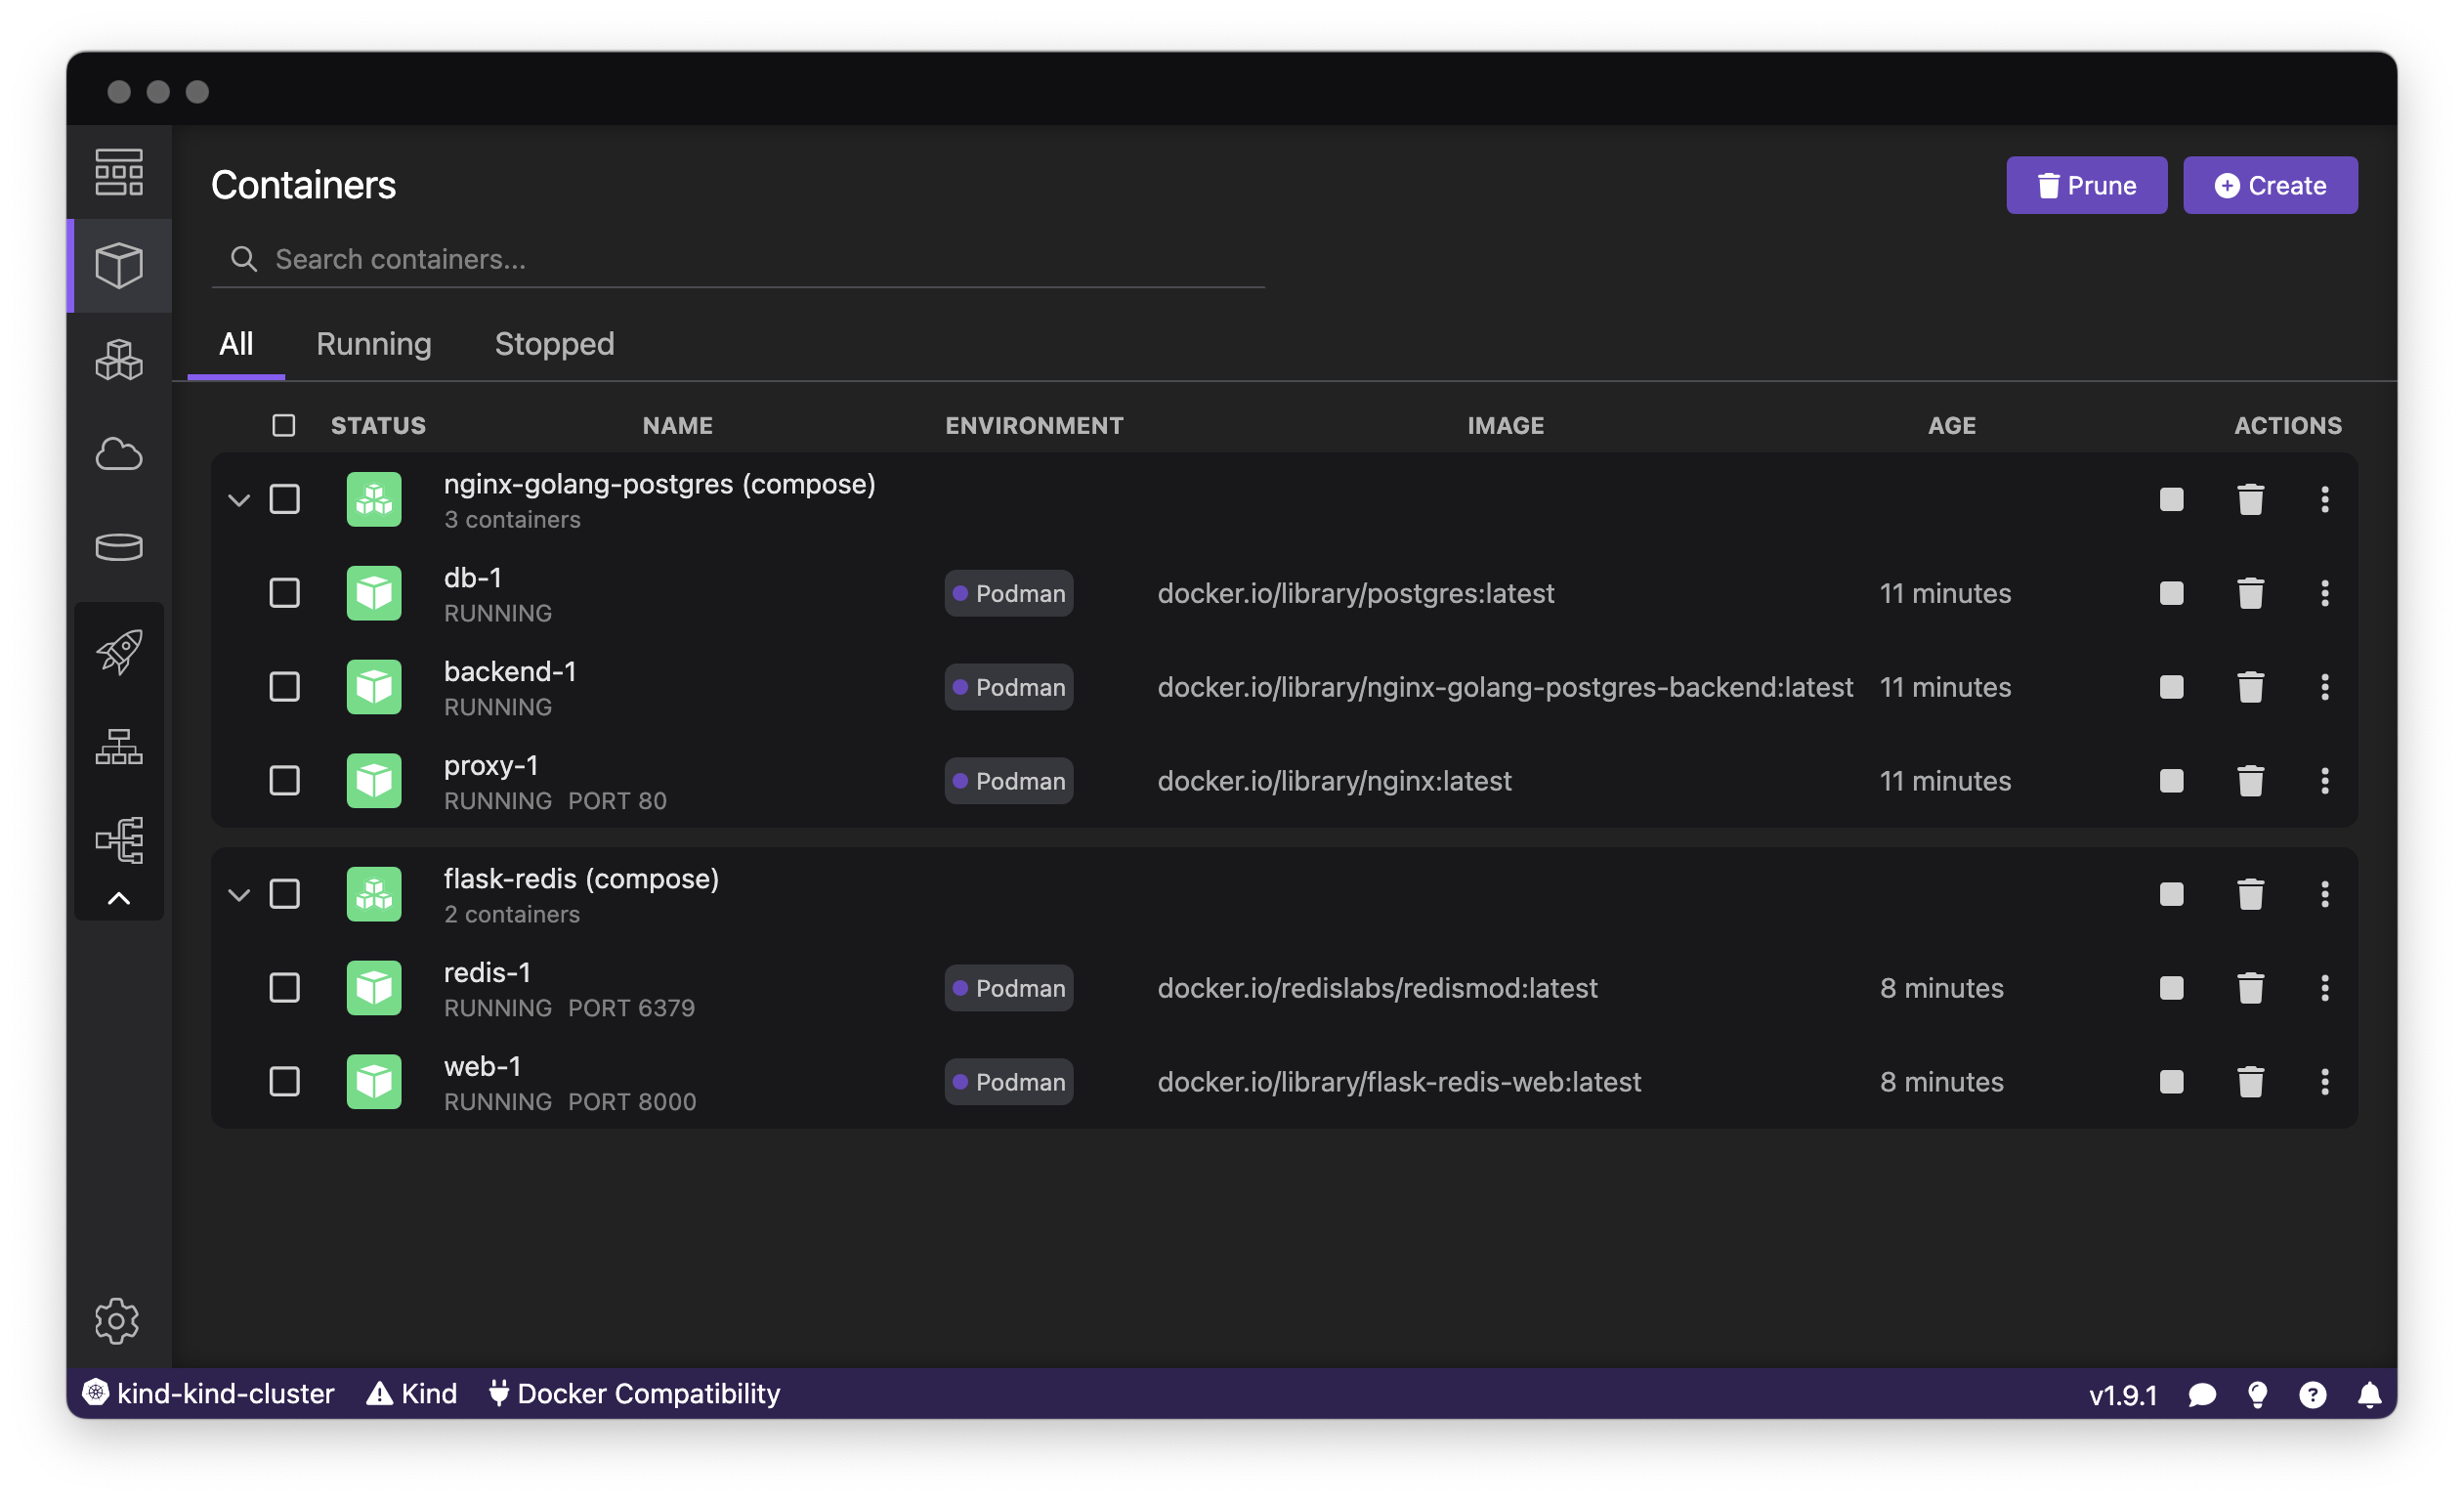 Containers
Prune
Create
Search containers...
All Running Stopped
STATUS NAME ENVIRONMENT IMAGE AGE ACTIONS
nginx-golang-postgres (compose)
3 containers
db-1
RUNNING
Podman
docker.io/library/postgres:latest
11 minutes
backend-1
RUNNING
Podman
docker.io/library/nginx-golang-postgres-backend:latest
11 minutes
proxy-1
RUNNING PORT 80
Podman
docker.io/library/nginx:latest
11 minutes
flask-redis (compose)
2 containers
redis-1
RUNNING PORT 6379
Podman
docker.io/redislabs/redismod:latest
8 minutes
web-1
RUNNING PORT 8000
Podman
docker.io/library/flask-redis-web:latest
8 minutes
kind-kind-cluster Kind Docker Compatibility v1.9.1